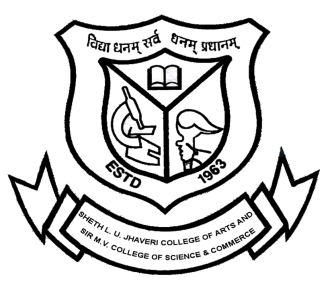 विद्या धनम् सर्व धनम् प्रधानम्
ESTD 1963
SHETH L. U. JHAVERI COLLEGE OF ARTS AND
SIR M.V. COLLEGE OF SCIENCE & COMMERCE